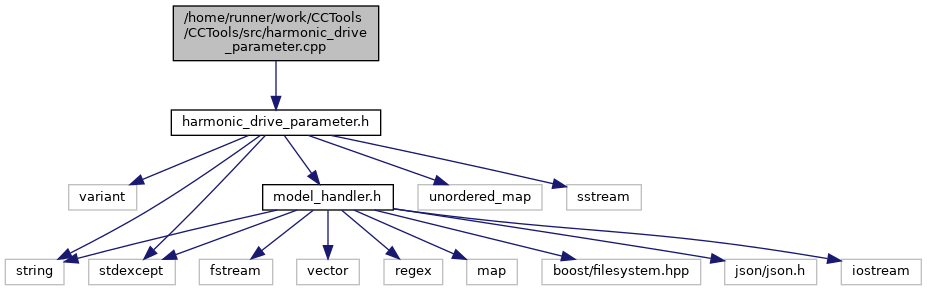 /home/runner/work/CCTools
/CCTools/src/harmonic_drive
_parameter.cpp
harmonic_drive_parameter.h
variant
model_handler.h
unordered_map
sstream
string
stdexcept
fstream
vector
regex
map
boost/filesystem.hpp
json/json.h
iostream